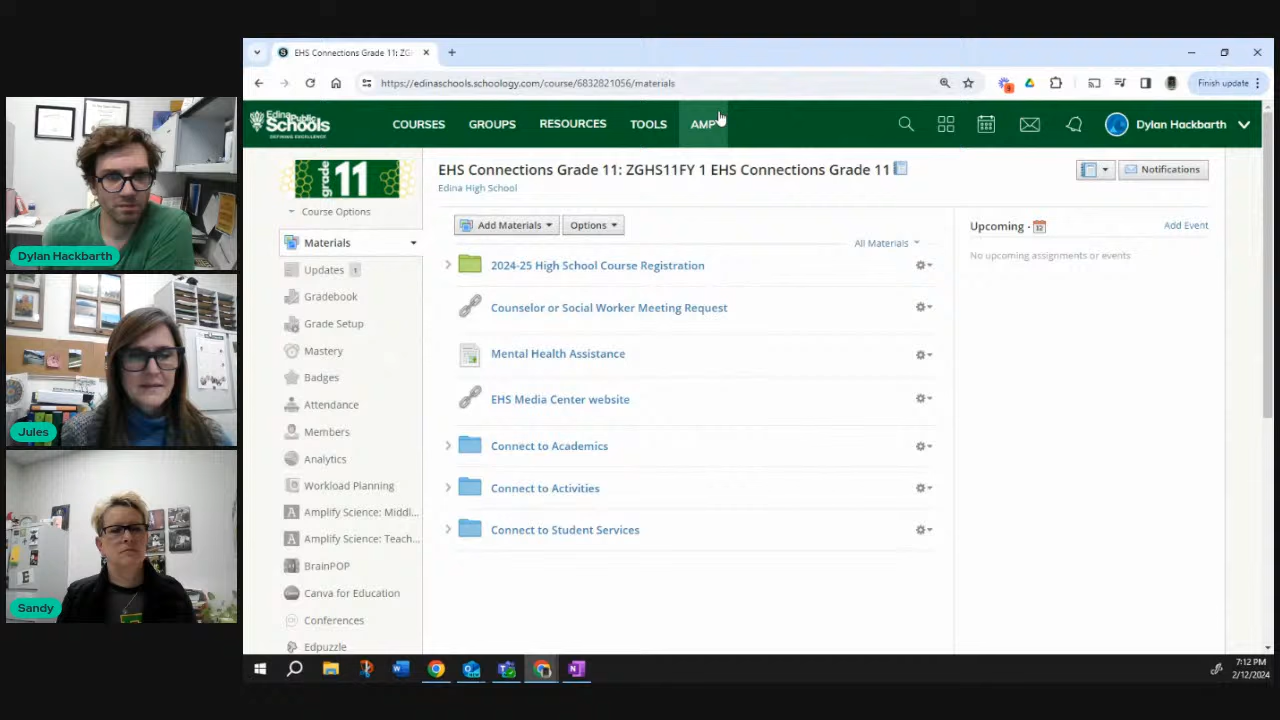 EHS Connections Grade 11: ZG
https://edinaschools.schoology.com/course/6832821056/materials
Finish update
Edina Public
Schools
DEFINING EXCELLENCE
COURSES
GROUPS
RESOURCES
TOOLS
AMP
Dylan Hackbarth
grade 11
EHS Connections Grade 11: ZGHS11FY 1 EHS Connections Grade 11
Edina High School
Notifications
Course Options
Materials
Updates 1
Gradebook
Grade Setup
Mastery
Badges
Attendance
Members
Analytics
Workload Planning
Amplify Science: Middl...
Amplify Science: Teach...
BrainPOP
Canva for Education
Conferences
Edpuzzle
Add Materials
Options
All Materials
2024-25 High School Course Registration
Counselor or Social Worker Meeting Request
Mental Health Assistance
EHS Media Center website
Connect to Academics
Connect to Activities
Connect to Student Services
Upcoming
Add Event
No upcoming assignments or events
Dylan Hackbarth
Jules
Sandy
7:12 PM
2/12/2024